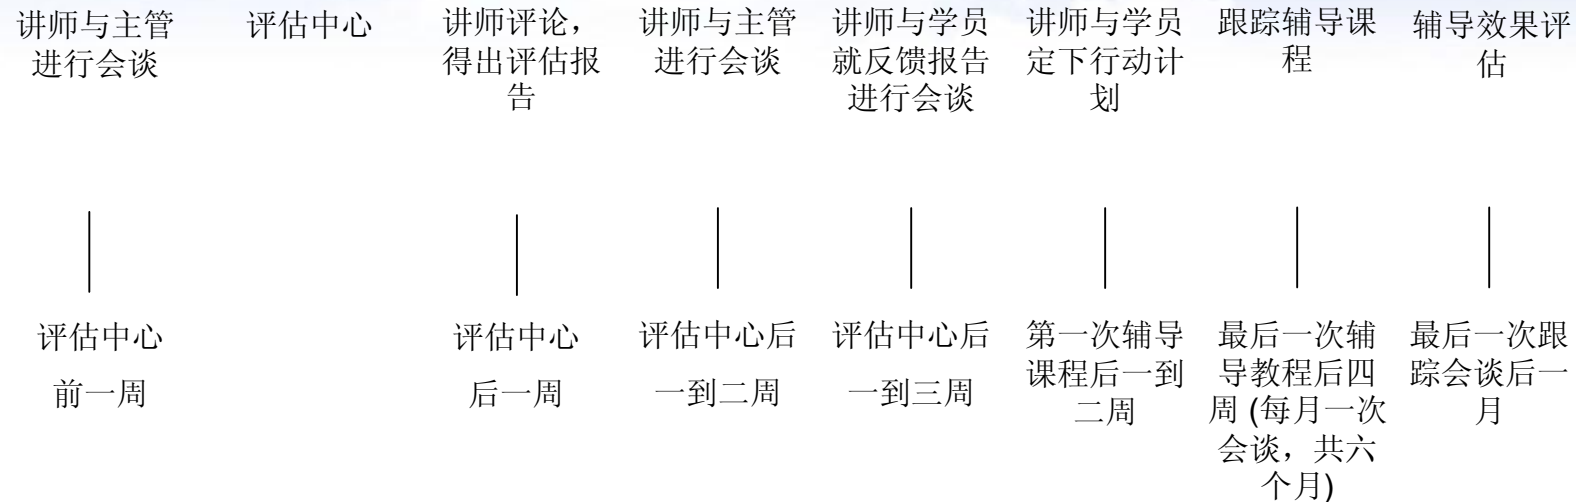 讲师与主管
进行会谈
评估中心
讲师评论，
得出评估报
告
讲师与主管
进行会谈
讲师与学员
就反馈报告
进行会谈
讲师与学员
定下行动计
划
跟踪辅导课
程
辅导效果评
估
评估中心
前一周
评估中心
后一周
评估中心后
一到二周
评估中心后
一到三周
第一次辅导
课程后一到
二周
最后一次辅
导教程后四
周 (每月一次
会谈，共六
个月)
最后一次跟
踪会谈后一
月